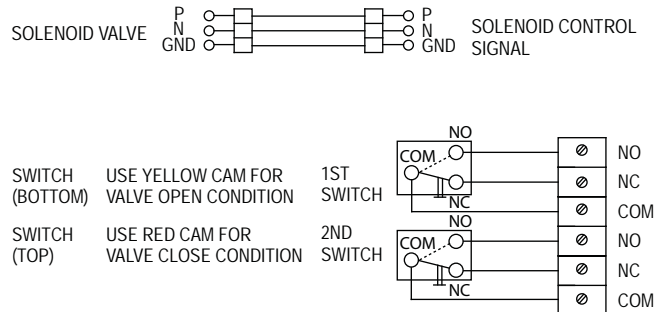 SOLENOID VALVE
P
N
GND
P
N
GND
SOLENOID CONTROL
SIGNAL
SWITCH
(BOTTOM)
USE YELLOW CAM FOR
VALVE OPEN CONDITION
1ST
SWITCH
NO
COM
NC
NO
NC
COM
SWITCH
(TOP)
USE RED CAM FOR
VALVE CLOSE CONDITION
2ND
SWITCH
NO
COM
NC
NO
NC
COM